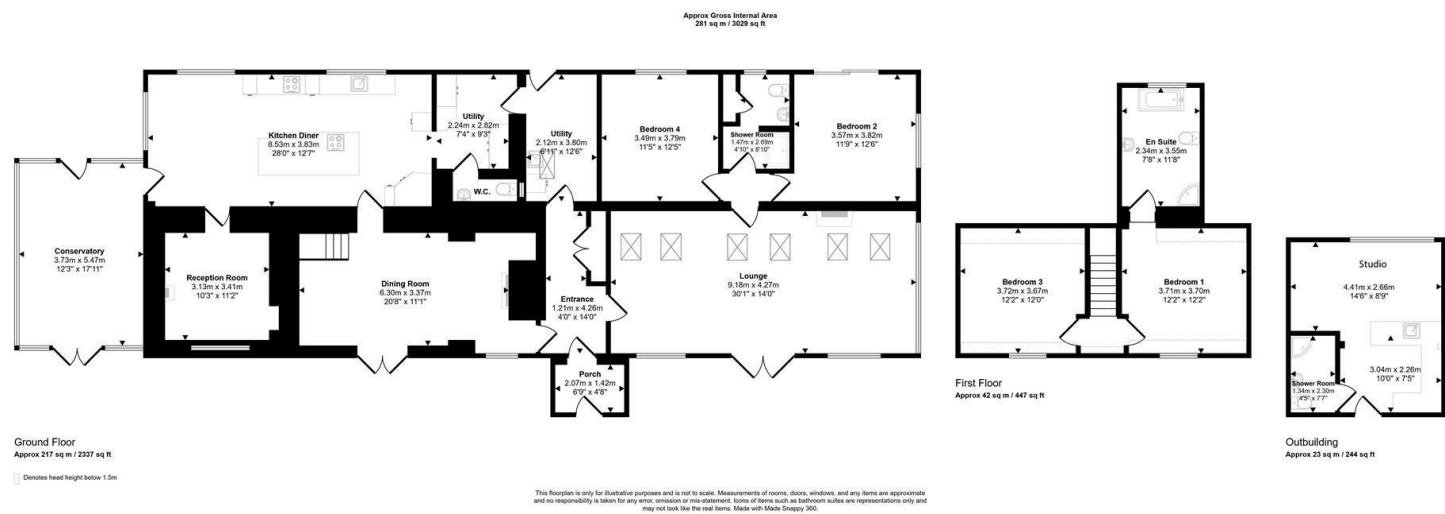 Approx Gross Internal Area
281 sq m / 3029 sq ft
Kitchen Diner
8.53m x 3.83m
28'0" x 12'7"
Utility
2.24m x 2.82m
7'4" x 9'3"
Utility
2.12m x 3.80m
6'11" x 12'6"
W.C.
Bedroom 4
3.49m x 3.79m
11'5" x 12'5"
Shower Room
1.47m x 2.69m
4'10" x 8'10"
Bedroom 2
3.57m x 3.82m
11'9" x 12'6"
Conservatory
3.73m x 5.47m
12'3" x 17'11"
Reception Room
3.13m x 3.41m
10'3" x 11'2"
Dining Room
6.30m x 3.37m
20'8" x 11'1"
Entrance
1.21m x 4.26m
4'0" x 14'0"
Lounge
9.18m x 4.27m
30'1" x 14'0"
Porch
2.07m x 1.42m
6'9" x 4'8"
Ground Floor
Approx 217 sq m / 2337 sq ft
Denotes head height below 1.5m
En Suite
2.34m x 3.55m
7'8" x 11'8"
Bedroom 3
3.72m x 3.67m
12'2" x 12'0"
Bedroom 1
3.71m x 3.70m
12'2" x 12'2"
First Floor
Approx 42 sq m / 447 sq ft
Studio
4.41m x 2.66m
14'6" x 8'9"
3.04m x 2.26m
10'0" x 7'5"
Shower Room
1.34m x 2.30m
4'5" x 7'7"
Outbuilding
Approx 23 sq m / 244 sq ft
This floorplan is only for illustrative purposes and is not to scale. Measurements of rooms, doors, windows, and any items are approximate
and no responsibility is taken for any error, omission or mis-statement. Icons of items such as bathroom suites are representations only and
may not look like the real items. Made with Made Snappy 360.